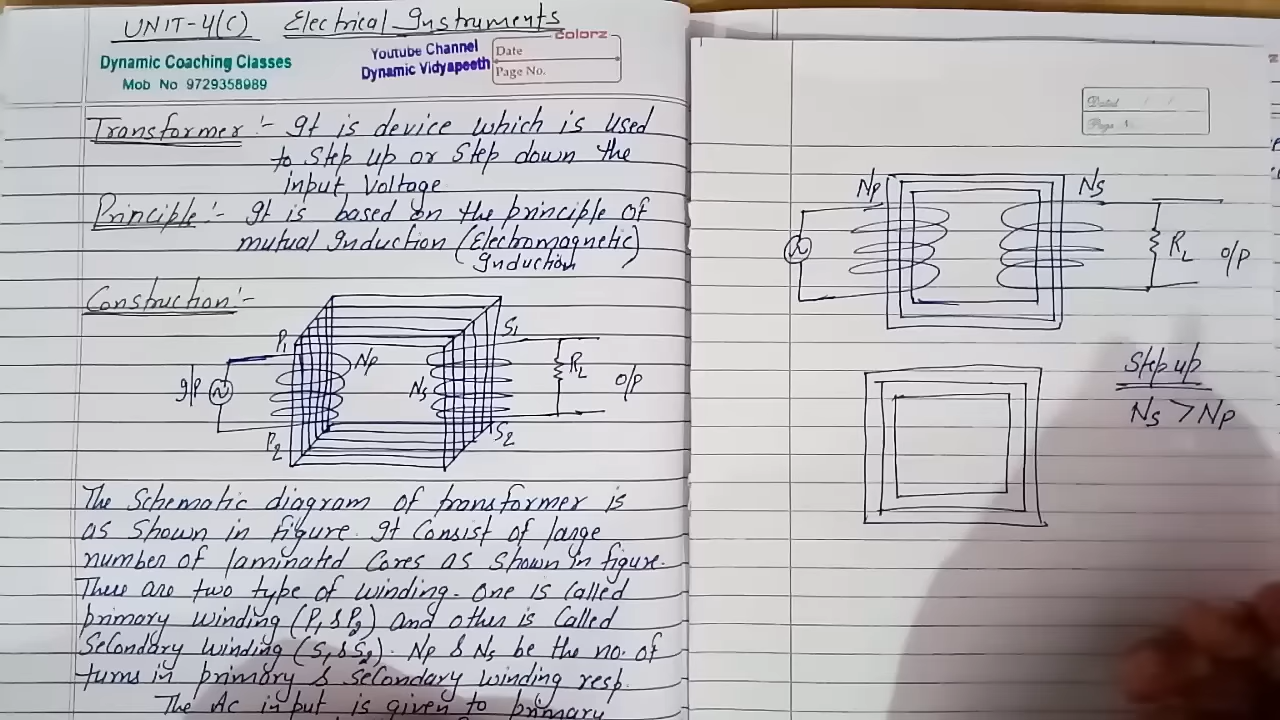 UNIT-4(C) Electrical Instruments
Dynamic Coaching Classes
Mob No 9729358989
Youtube Channel
Dynamic Vidyapeeth
colorz
Date
Page No.
Transformer :- It is device which is used
to Step up or Step down the
input voltage
Principle :- It is based on the principle of
mutual Induction (Electromagnetic)
Induction
Construction :-
P1
S1
NP
RL
I/P
NS
O/P
P2
S2
The Schematic diagram of transformer is
as Shown in figure. It Consist of large
number of laminated Cores as Shown in figure.
There are two type of winding. One is called
primary winding (P1 & P2) and other is Called
Secondary winding (S1 & S2). Np & Ns be the no. of
turns in primary & Secondary winding resp.
The Ac input is given to primary
Dated
Page
NP
NS
RL
O/P
Step up
NS > NP